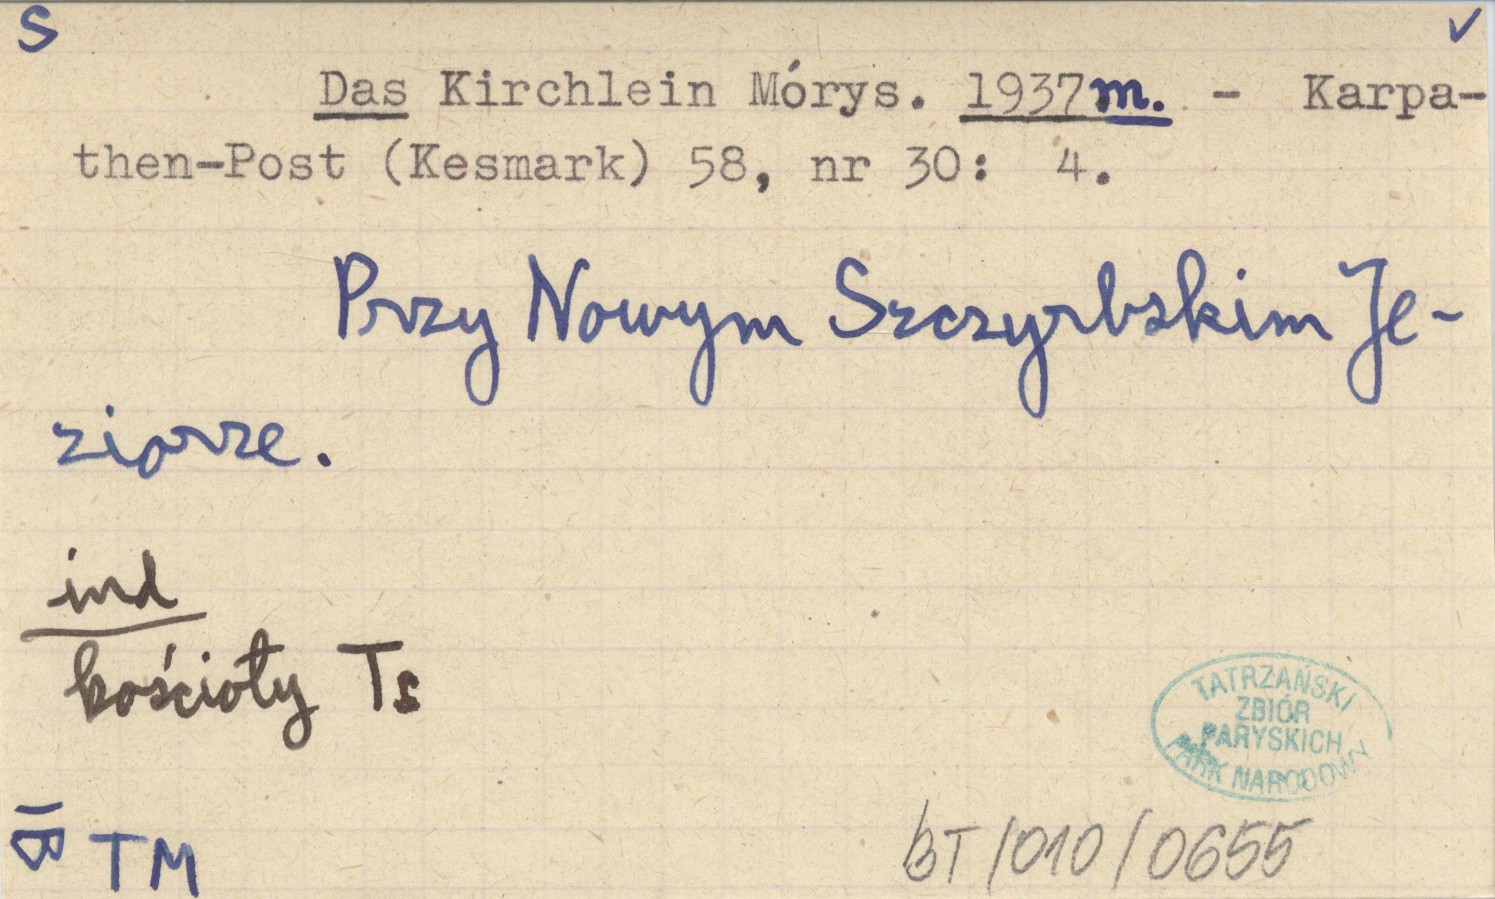 S
Das Kirchlein Mórys. 1937m. - Karpa-
then-Post (Kesmark) 58, nr 30: 4.
Przy Nowym Szczyrbskim Je-
ziorze.
ind
kościoły Ts
TM
TATRZAŃSKI
ZBIÓR
PARYSKICH
PARK NARODOWY
BT/010/0655